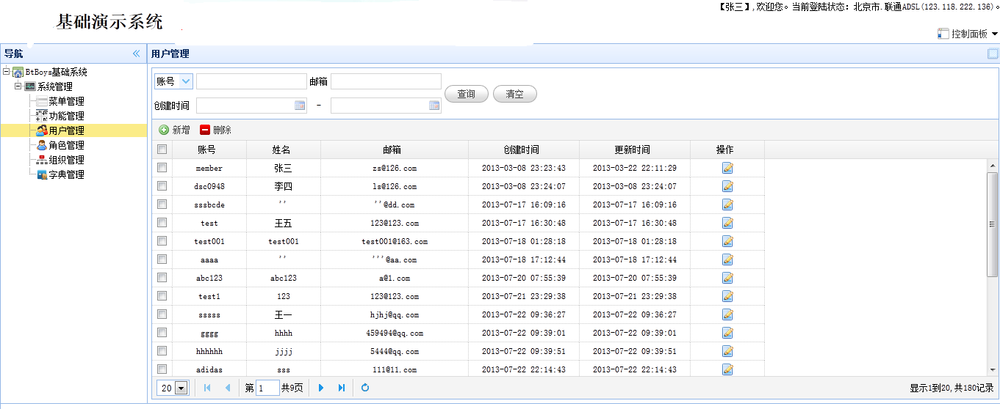 【张三】,欢迎您。当前登陆状态: 北京市.联通ADSL(123.118.222.136)。
基础演示系统
控制面板
导航
用户管理
BtBoys基础系统
系统管理
菜单管理
功能管理
用户管理
角色管理
组织管理
字典管理
账号 邮箱
查询 清空
创建时间 -
新增 删除
账号 姓名 邮箱 创建时间 更新时间 操作
member 张三 zs@126.com 2013-03-08 23:23:43 2013-03-22 22:11:29
dsc0948 李四 ls@126.com 2013-03-08 23:24:07 2013-03-08 23:24:07
sssbcde '' ''@dd.com 2013-07-17 16:09:16 2013-07-17 16:09:16
test 王五 123@123.com 2013-07-17 16:30:48 2013-07-17 16:30:48
test001 test001 test001@163.com 2013-07-18 01:28:18 2013-07-18 01:28:18
aaaa '' '''@aa.com 2013-07-18 17:12:44 2013-07-18 17:12:44
abc123 abc123 a@1.com 2013-07-20 07:55:39 2013-07-20 07:55:39
test1 123 123@123.com 2013-07-21 23:29:38 2013-07-21 23:29:38
sssss 王一 hjhj@qq.com 2013-07-22 09:36:27 2013-07-22 09:36:27
gggg hhhh 459494@qq.com 2013-07-22 09:39:01 2013-07-22 09:39:01
hhhhhh jjjj 5444@qq.com 2013-07-22 09:39:51 2013-07-22 09:39:51
adidas sss 111@11.com 2013-07-22 22:14:43 2013-07-22 22:14:43
20 第 1 共9页 显示1到20,共180记录